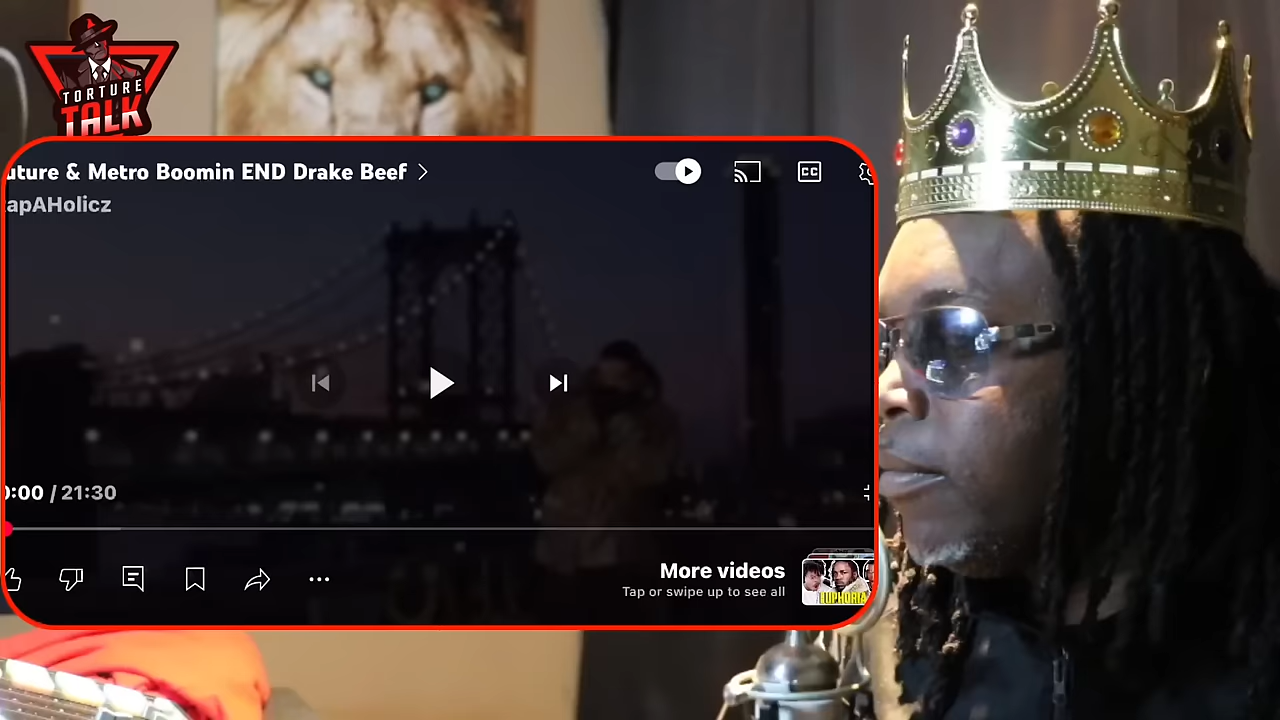 TORTURE
TALK
uture & Metro Boomin END Drake Beef
apAHolicz
CC
0:00 / 21:30
More videos
Tap or swipe up to see all
EUPHORIA